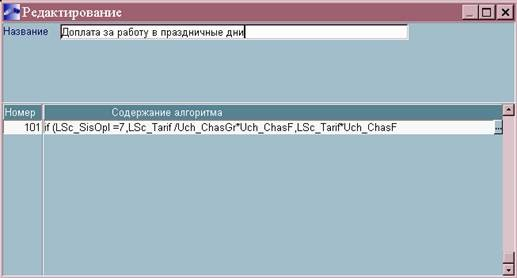 Редактирование
Название Доплата за работу в праздничные дни
Номер Содержание алгоритма
101 if (LSc_SisOpl =7,LSc_Tarif /Uch_ChasGr*Uch_ChasF,LSc_Tarif*Uch_ChasF ...